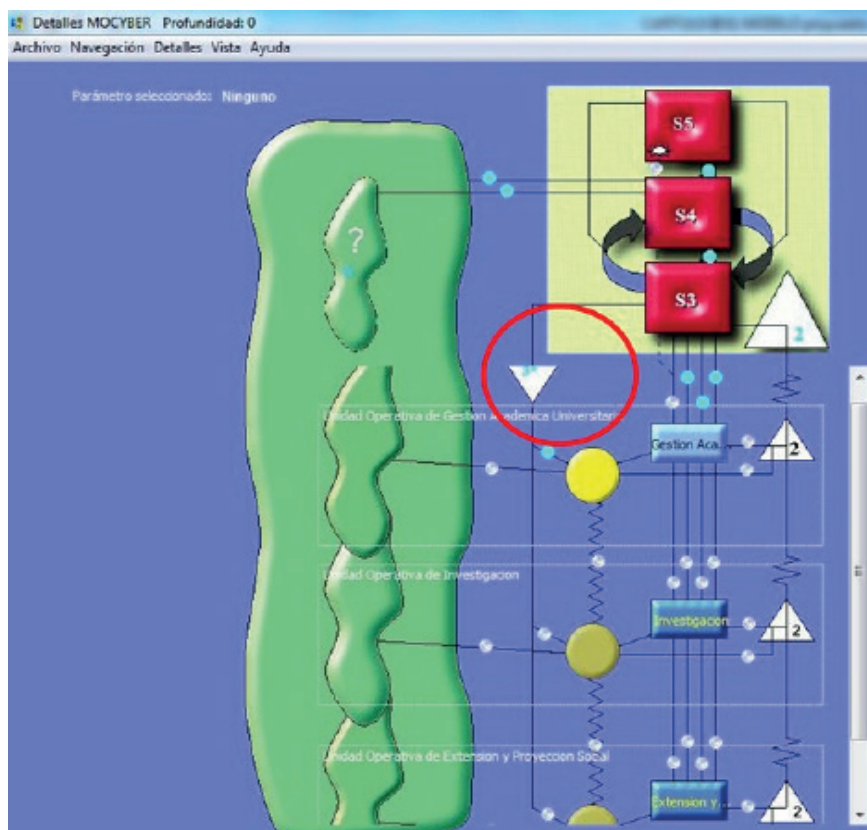 Detalles MOCYBER Profundidad: 0
Archivo Navegación Detalles Vista Ayuda
Parámetro seleccionado: Ninguno
S5
S4
?
S3
2
Unidad Operativa de Gestion Academica Universitaria
Gestion Aca...
2
Unidad Operativa de Investigacion
Investigacion
2
Unidad Operativa de Extension y Proyeccion Social
Extension y...
2